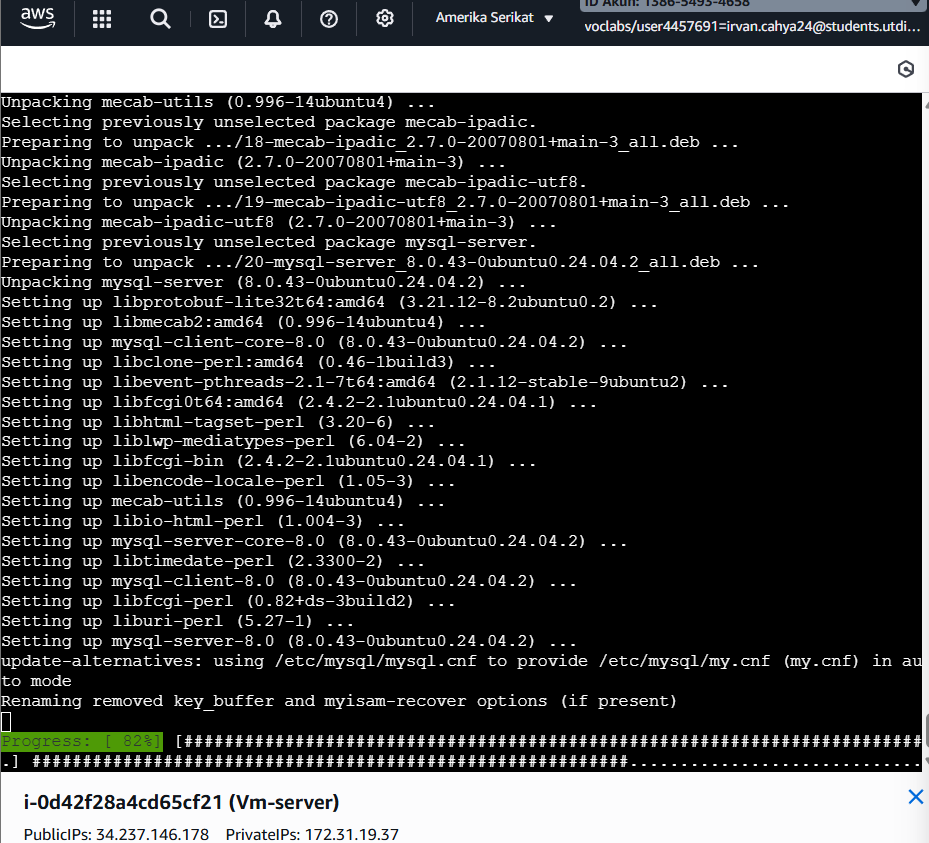 aws
Amerika Serikat
ID Akun: 1386-5493-4658
voclabs/user4457691=irvan.cahya24@students.utdi...
Unpacking mecab-utils (0.996-14ubuntu4) ...
Selecting previously unselected package mecab-ipadic.
Preparing to unpack .../18-mecab-ipadic_2.7.0-20070801+main-3_all.deb ...
Unpacking mecab-ipadic (2.7.0-20070801+main-3) ...
Selecting previously unselected package mecab-ipadic-utf8.
Preparing to unpack .../19-mecab-ipadic-utf8_2.7.0-20070801+main-3_all.deb ...
Unpacking mecab-ipadic-utf8 (2.7.0-20070801+main-3) ...
Selecting previously unselected package mysql-server.
Preparing to unpack .../20-mysql-server_8.0.43-0ubuntu0.24.04.2_all.deb ...
Unpacking mysql-server (8.0.43-0ubuntu0.24.04.2) ...
Setting up libprotobuf-lite32t64:amd64 (3.21.12-8.2ubuntu0.2) ...
Setting up libmecab2:amd64 (0.996-14ubuntu4) ...
Setting up mysql-client-core-8.0 (8.0.43-0ubuntu0.24.04.2) ...
Setting up libclone-perl:amd64 (0.46-1build3) ...
Setting up libevent-pthreads-2.1-7t64:amd64 (2.1.12-stable-9ubuntu2) ...
Setting up libfcgi0t64:amd64 (2.4.2-2.1ubuntu0.24.04.1) ...
Setting up libhtml-tagset-perl (3.20-6) ...
Setting up liblwp-mediatypes-perl (6.04-2) ...
Setting up libfcgi-bin (2.4.2-2.1ubuntu0.24.04.1) ...
Setting up libencode-locale-perl (1.05-3) ...
Setting up mecab-utils (0.996-14ubuntu4) ...
Setting up libio-html-perl (1.004-3) ...
Setting up mysql-server-core-8.0 (8.0.43-0ubuntu0.24.04.2) ...
Setting up libtimedate-perl (2.3300-2) ...
Setting up mysql-client-8.0 (8.0.43-0ubuntu0.24.04.2) ...
Setting up libfcgi-perl (0.82+ds-3build2) ...
Setting up liburi-perl (5.27-1) ...
Setting up mysql-server-8.0 (8.0.43-0ubuntu0.24.04.2) ...
update-alternatives: using /etc/mysql/mysql.cnf to provide /etc/mysql/my.cnf (my.cnf) in au
to mode
Renaming removed key_buffer and myisam-recover options (if present)
Progress: [ 82%] [#########################################################################
.] ###########################################################.............................
i-0d42f28a4cd65cf21 (Vm-server)
PublicIPs: 34.237.146.178 PrivateIPs: 172.31.19.37